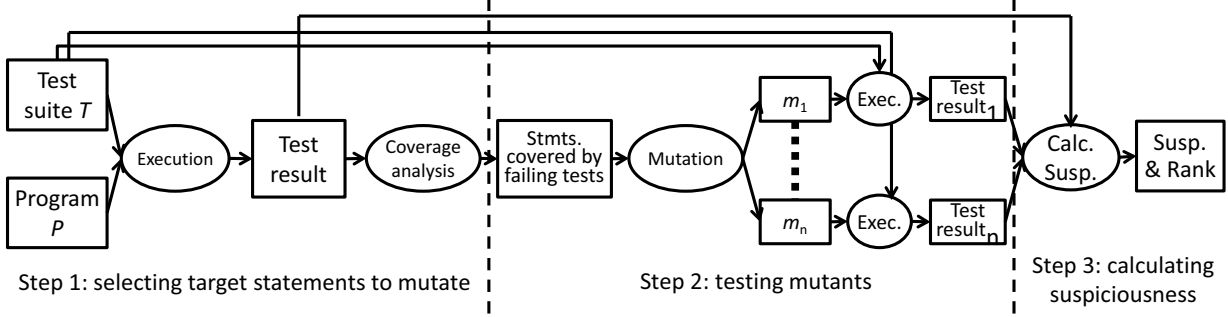 Test
suite T
Program
P
Execution
Test
result
Coverage
analysis
Stmts.
covered by
failing tests
Mutation
m1
mn
Exec.
Exec.
Test
result1
Test
resultn
Calc.
Susp.
Susp.
& Rank
Step 1: selecting target statements to mutate
Step 2: testing mutants
Step 3: calculating
suspiciousness